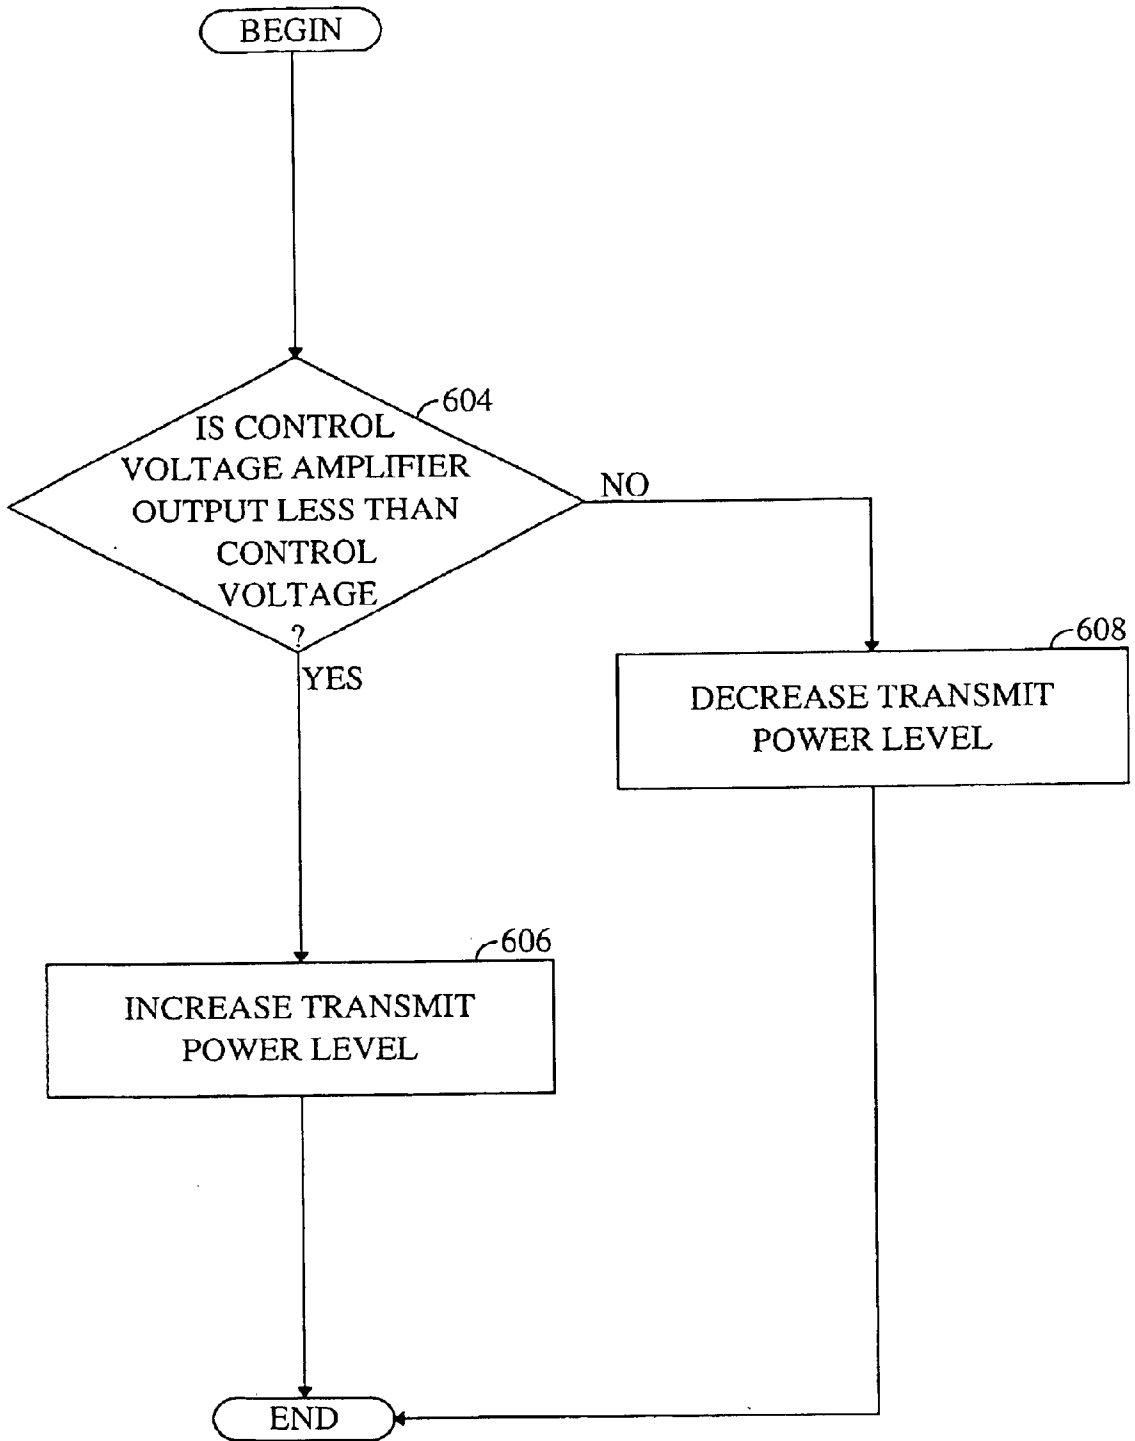 BEGIN
604
IS CONTROL
VOLTAGE AMPLIFIER
OUTPUT LESS THAN
CONTROL
VOLTAGE
?
NO
YES
608
DECREASE TRANSMIT
POWER LEVEL
606
INCREASE TRANSMIT
POWER LEVEL
END